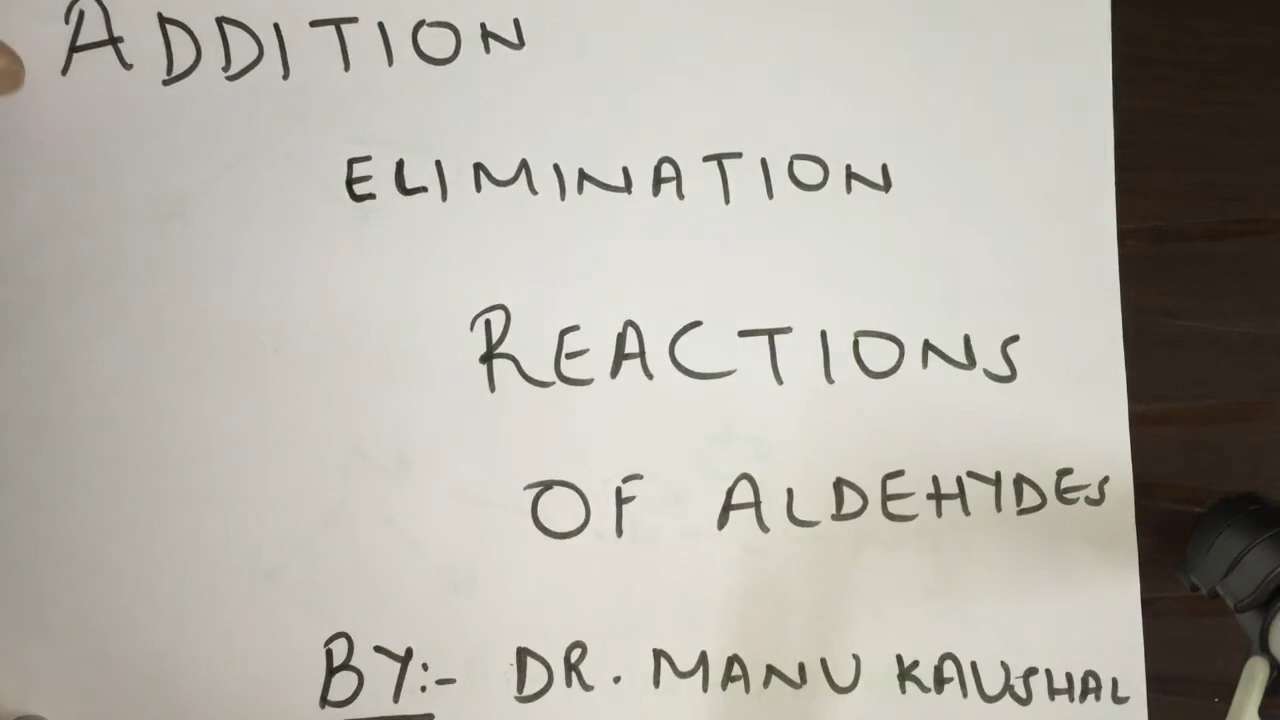 ADDITION
ELIMINATION
REACTIONS
OF ALDEHYDES
BY:- DR. MANU KAUSHAL